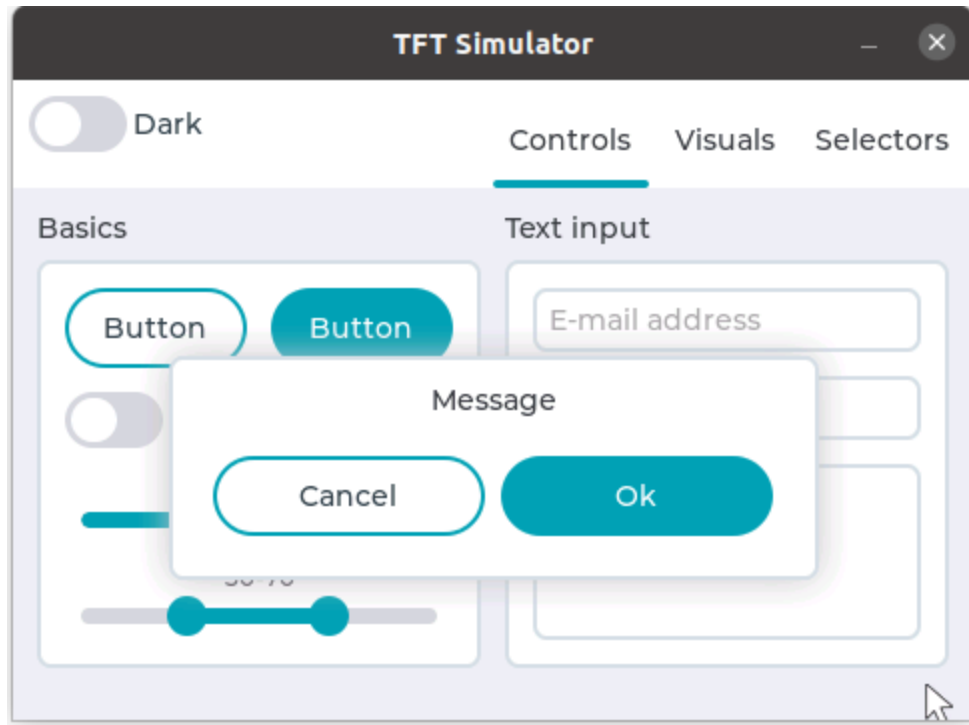 TFT Simulator
Dark
Controls Visuals Selectors
Basics
Button Button
Text input
E-mail address
Message
Cancel Ok